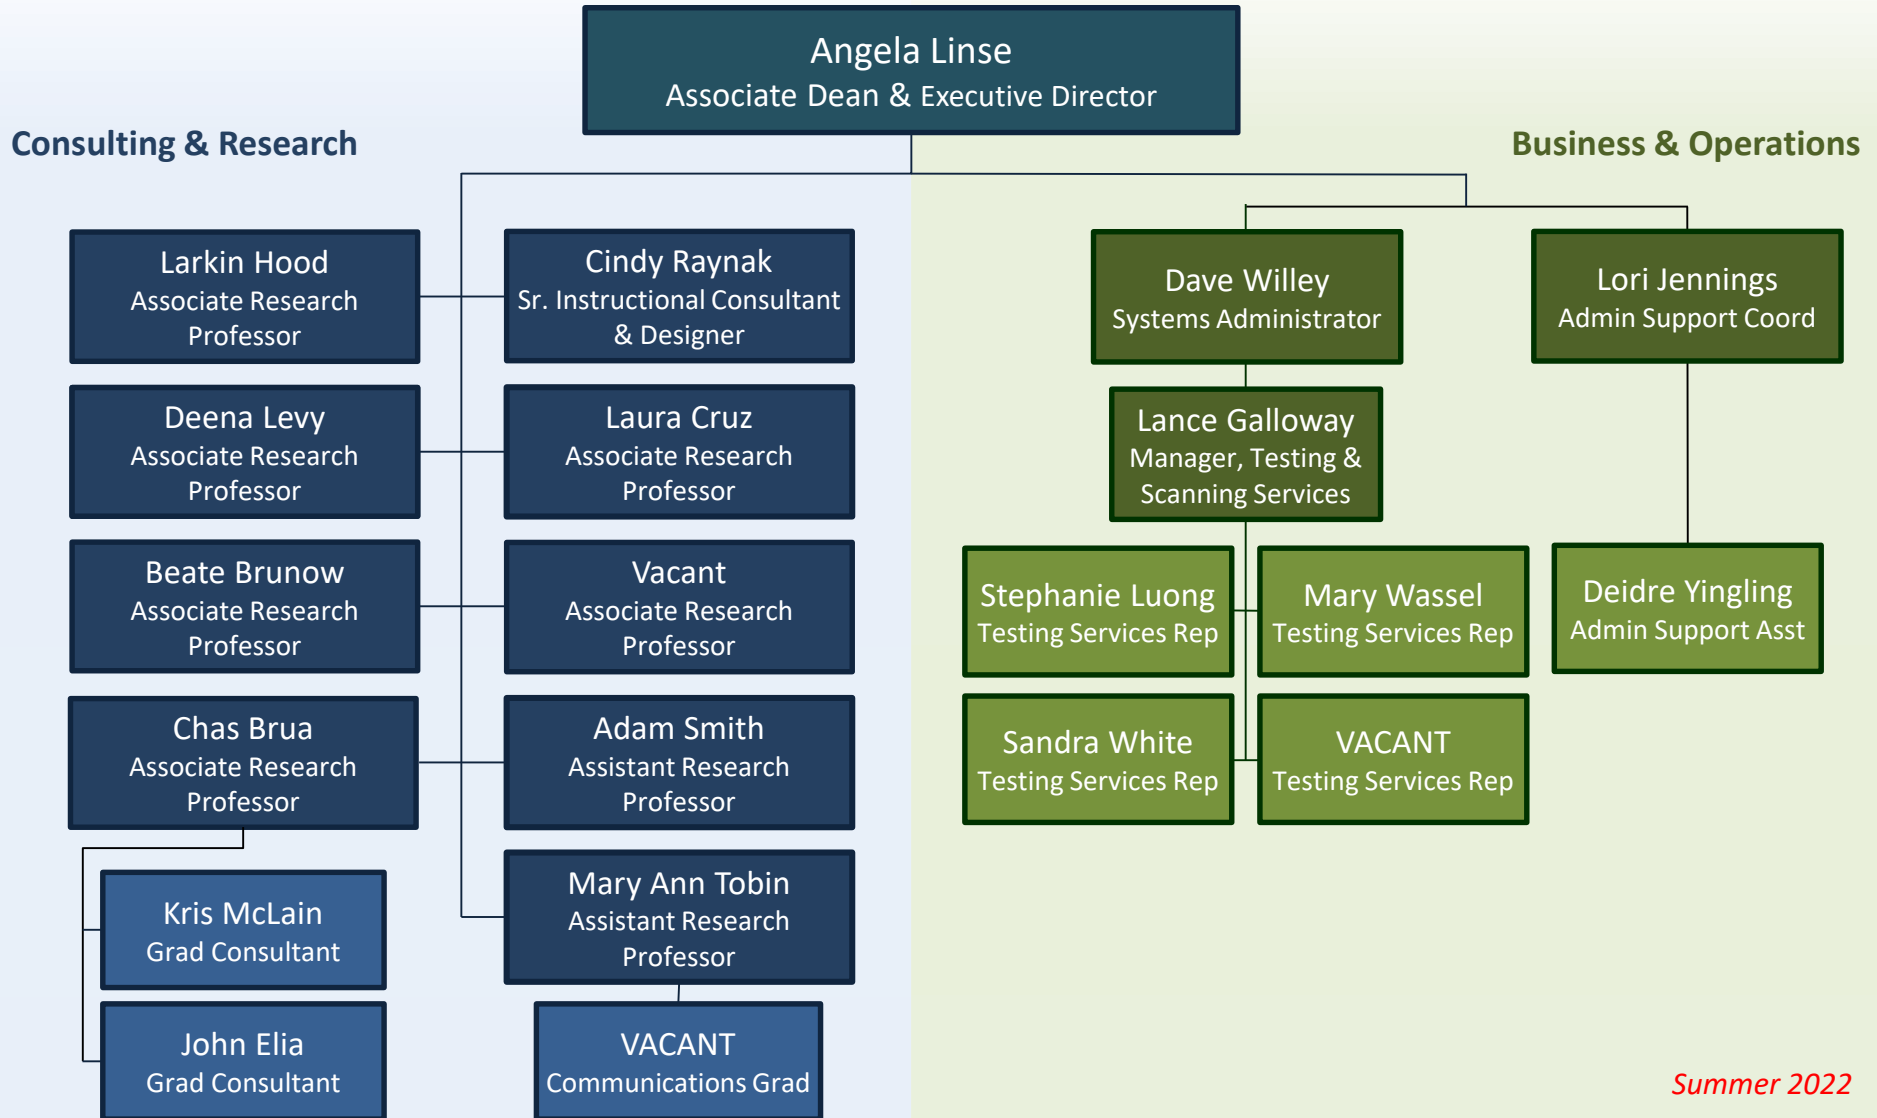 Angela Linse
Associate Dean & Executive Director
Consulting & Research
Business & Operations
Larkin Hood
Associate Research
Professor
Cindy Raynak
Sr. Instructional Consultant
& Designer
Dave Willey
Systems Administrator
Lori Jennings
Admin Support Coord
Deena Levy
Associate Research
Professor
Laura Cruz
Associate Research
Professor
Lance Galloway
Manager, Testing &
Scanning Services
Beate Brunow
Associate Research
Professor
Vacant
Associate Research
Professor
Stephanie Luong
Testing Services Rep
Mary Wassel
Testing Services Rep
Deidre Yingling
Admin Support Asst
Chas Brua
Associate Research
Professor
Adam Smith
Assistant Research
Professor
Sandra White
Testing Services Rep
VACANT
Testing Services Rep
Kris McLain
Grad Consultant
Mary Ann Tobin
Assistant Research
Professor
John Elia
Grad Consultant
VACANT
Communications Grad
Summer 2022